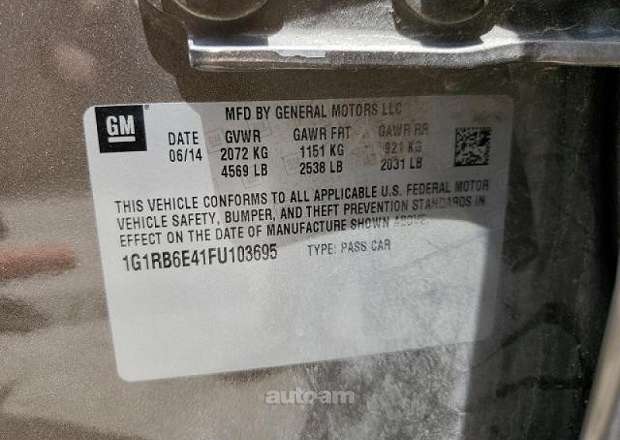 GM
MFD BY GENERAL MOTORS LLC
DATE GVWR GAWR FRT GAWR RR
06/14 2072 KG 1151 KG 921 KG
4569 LB 2538 LB 2031 LB
THIS VEHICLE CONFORMS TO ALL APPLICABLE U.S. FEDERAL MOTOR
VEHICLE SAFETY, BUMPER, AND THEFT PREVENTION STANDARDS IN
EFFECT ON THE DATE OF MANUFACTURE SHOWN ABOVE.
1G1RB6E41FU103695 TYPE: PASS CAR
auto.am